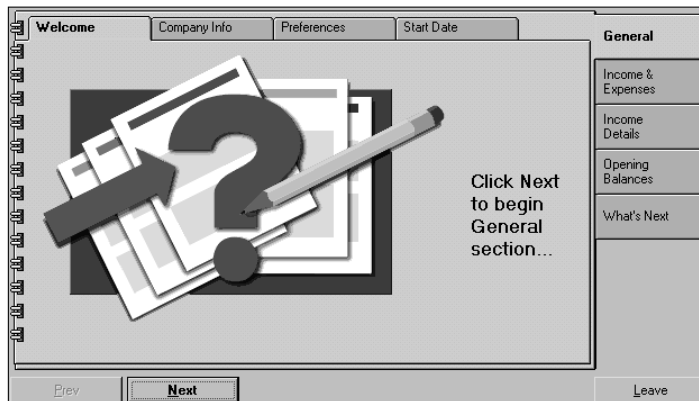 Welcome
Company Info
Preferences
Start Date
General
Income &
Expenses
Income
Details
Opening
Balances
What's Next
Click Next
to begin
General
section...
Prev
Next
Leave